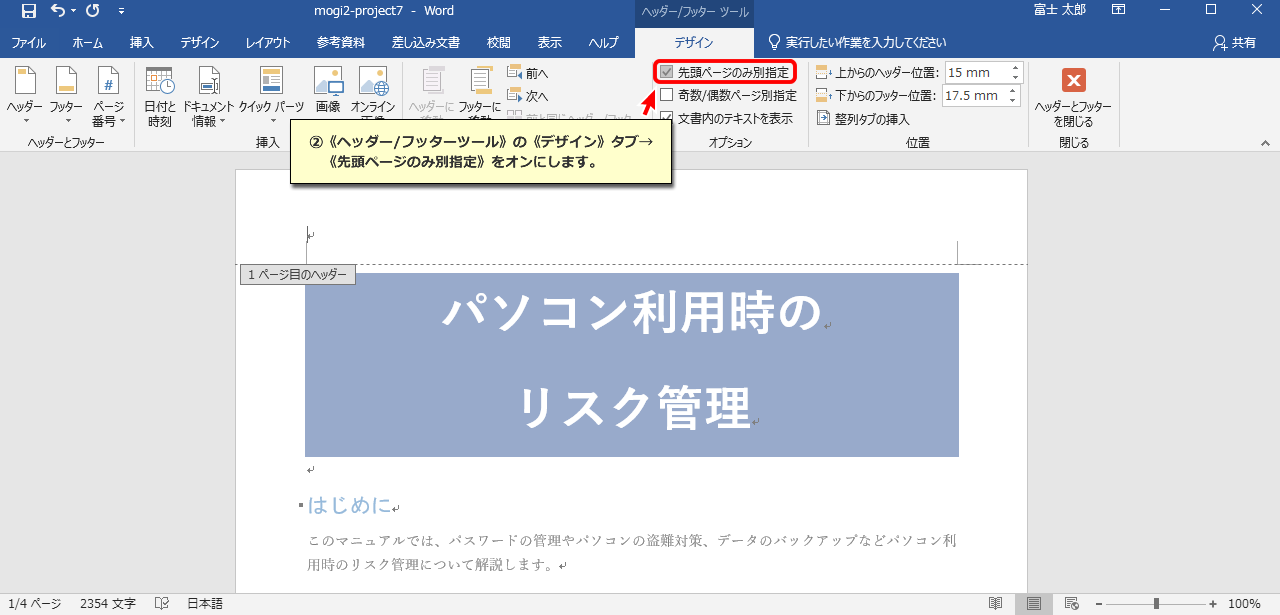 mogi2-project7 - Word
ヘッダー/フッター ツール
富士 太郎
ファイル ホーム 挿入 デザイン レイアウト 参考資料 差し込み文書 校閲 表示 ヘルプ デザイン 実行したい作業を入力してください 共有
ヘッダー フッター ページ番号
ヘッダーとフッター
日付と時刻 ドキュメント情報 クイック パーツ 画像 オンライン
挿入
ヘッダーに フッターに
前へ
次へ
先頭ページのみ別指定
奇数/偶数ページ別指定
文書内のテキストを表示
オプション
上からのヘッダー位置: 15 mm
下からのフッター位置: 17.5 mm
整列タブの挿入
位置
ヘッダーとフッターを閉じる
閉じる
②《ヘッダー/フッターツール》の《デザイン》タブ→
《先頭ページのみ別指定》をオンにします。
1 ページ目のヘッダー
パソコン利用時の
リスク管理
はじめに
このマニュアルでは、パスワードの管理やパソコンの盗難対策、データのバックアップなどパソコン利
用時のリスク管理について解説します。
1/4 ページ 2354 文字 日本語 100%